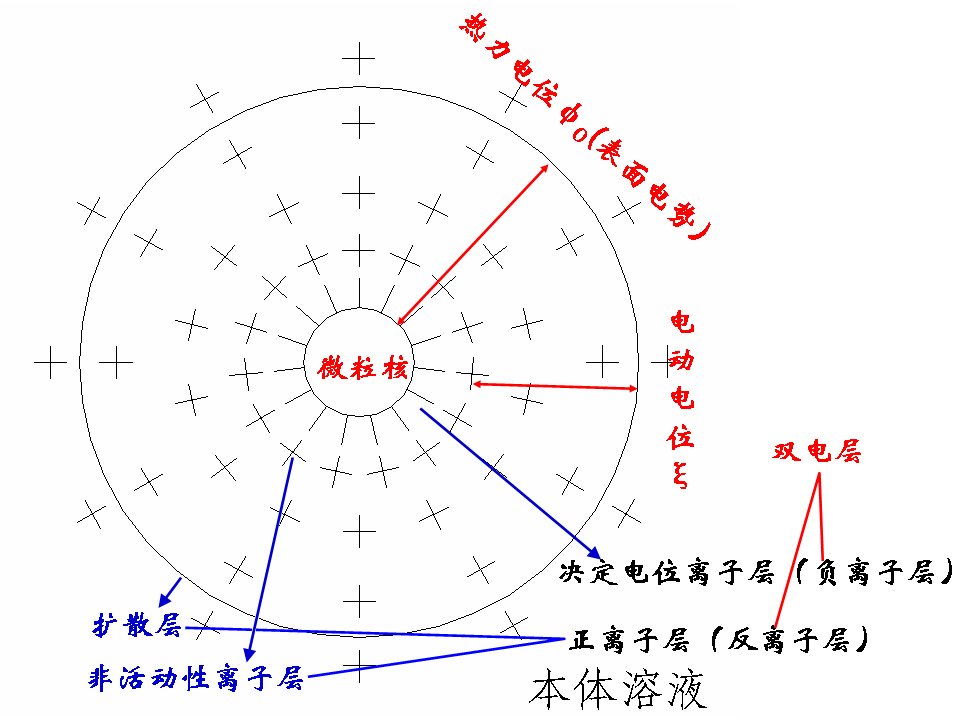 热力电位φ0(表面电势)
微粒核
电动电位ξ
双电层
决定电位离子层（负离子层）
扩散层
正离子层（反离子层）
非活动性离子层
本体溶液